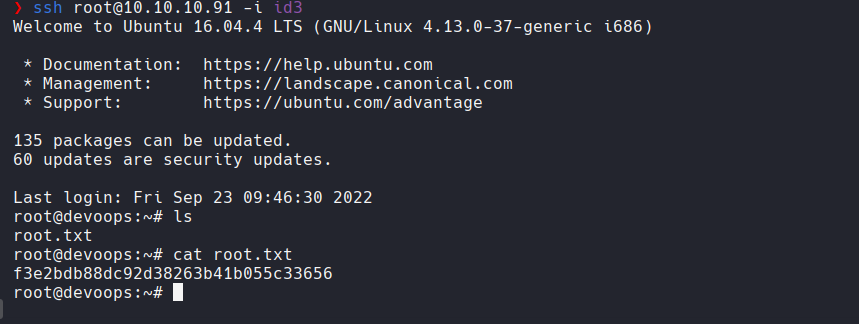 ❯ ssh root@10.10.10.91 -i id3
Welcome to Ubuntu 16.04.4 LTS (GNU/Linux 4.13.0-37-generic i686)
* Documentation:  https://help.ubuntu.com
* Management:     https://landscape.canonical.com
* Support:        https://ubuntu.com/advantage
135 packages can be updated.
60 updates are security updates.
Last login: Fri Sep 23 09:46:30 2022
root@devoops:~# ls
root.txt
root@devoops:~# cat root.txt
f3e2bdb88dc92d38263b41b055c33656
root@devoops:~#